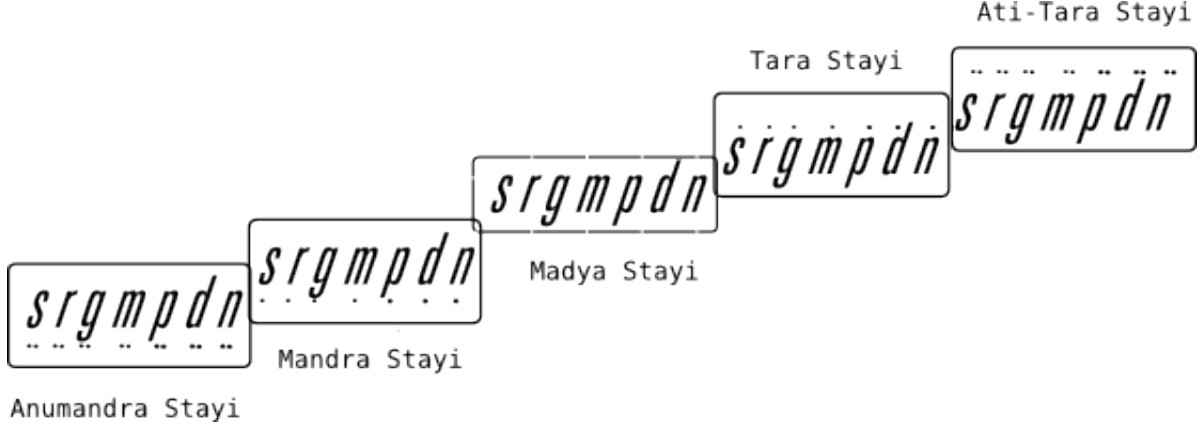 Ati-Tara Stayi
s̈ r̈ g̈ m̈ p̈ d̈ n̈
Tara Stayi
ṡ ṙ ġ ṁ ṗ ḋ ṅ
s r g m p d n
Madya Stayi
ṣ ṛ g̣ ṃ p̣ ḍ ṇ
Mandra Stayi
s̤ r̤ g̤ m̤ p̤ d̤ n̤
Anumandra Stayi